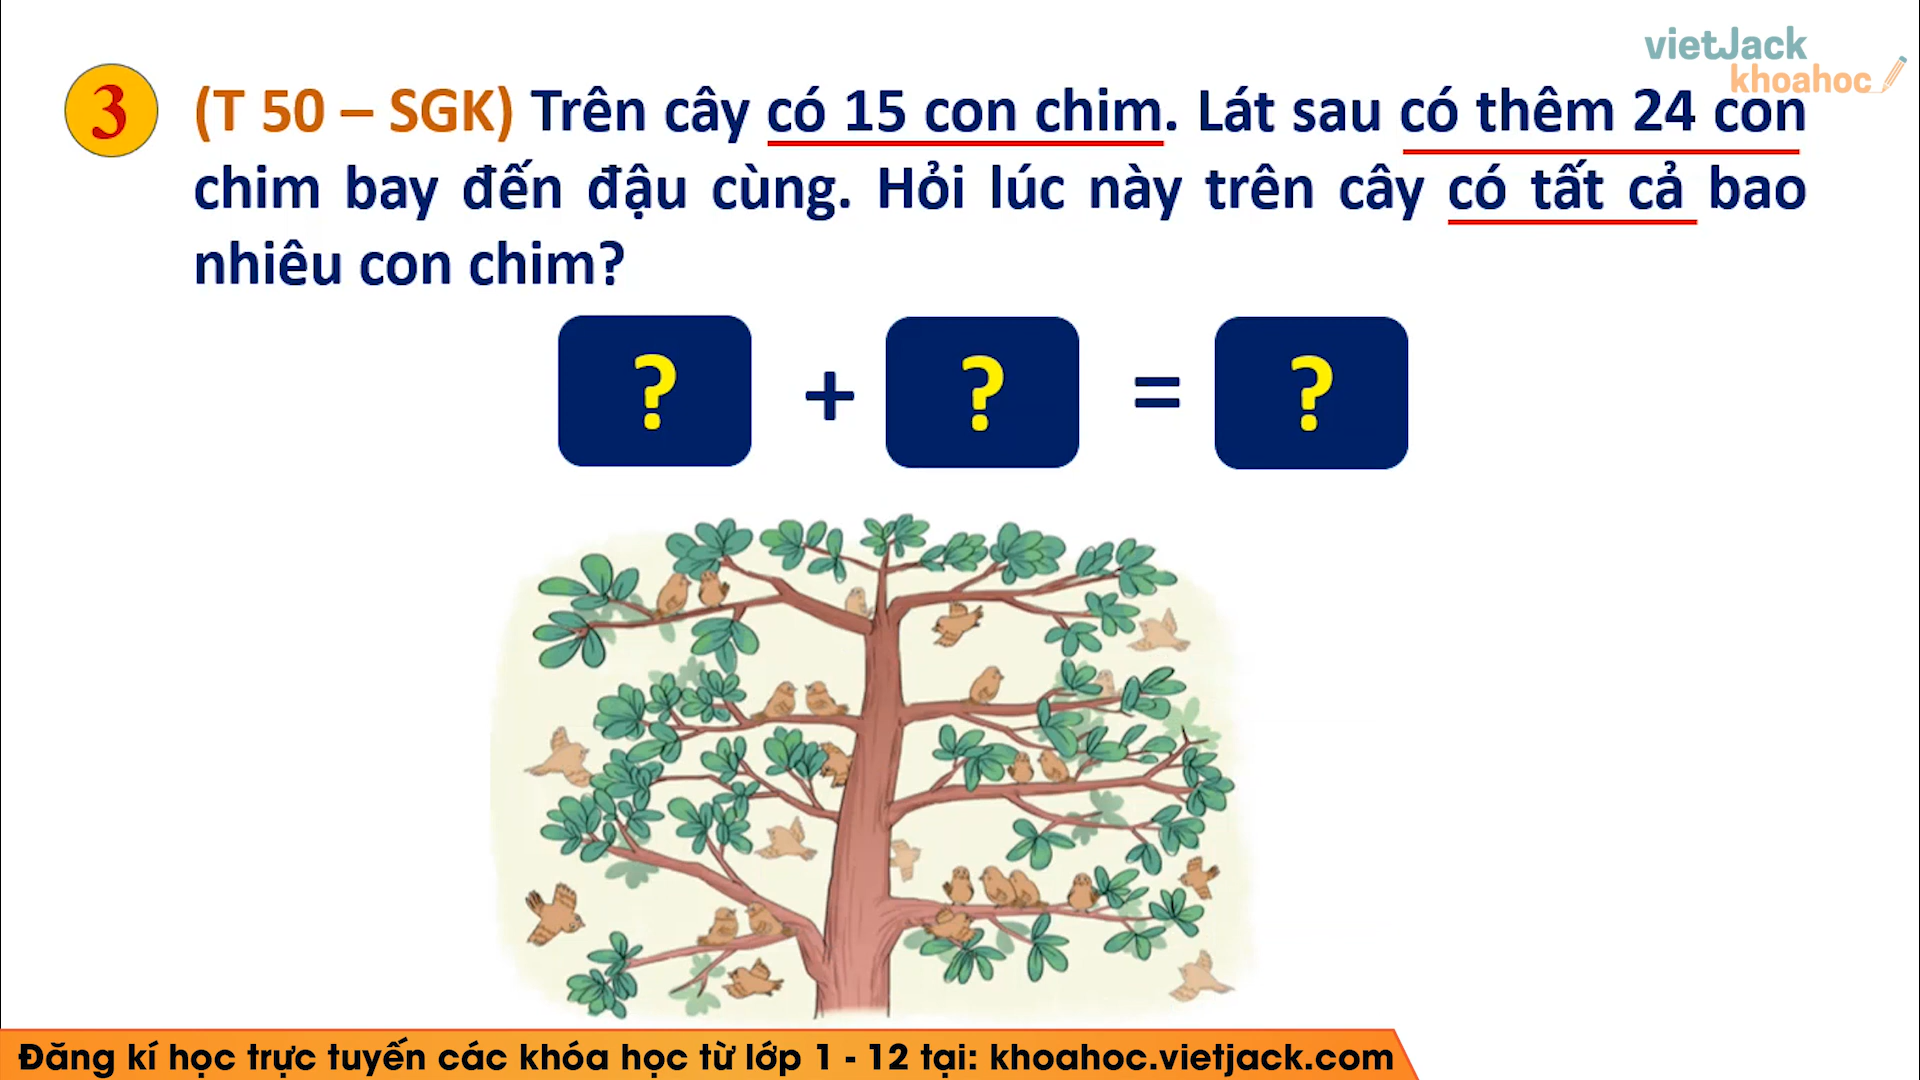 vietJack
khoahoc
3
(T 50 – SGK) Trên cây có 15 con chim. Lát sau có thêm 24 con
chim bay đến đậu cùng. Hỏi lúc này trên cây có tất cả bao
nhiêu con chim?
? + ? = ?
Đăng kí học trực tuyến các khóa học từ lớp 1 - 12 tại: khoahoc.vietjack.com